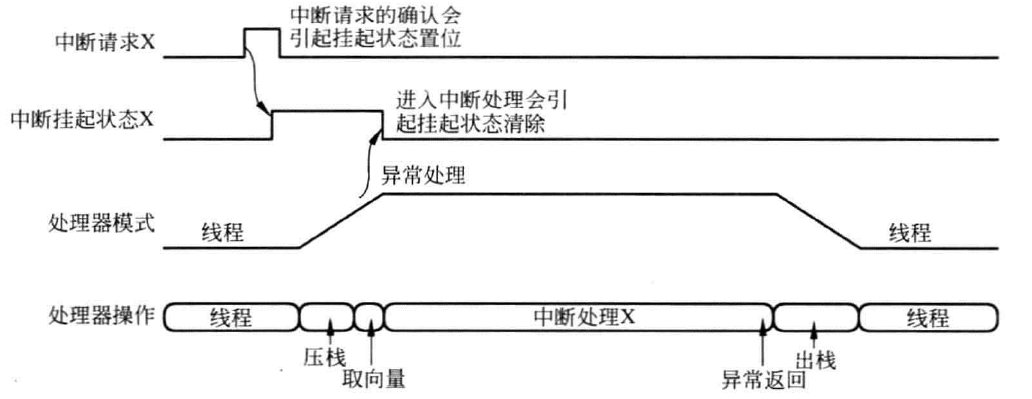 中断请求X
中断请求的确认会
引起挂起状态置位
中断挂起状态X
进入中断处理会引
起挂起状态清除
异常处理
处理器模式
线程
线程
处理器操作
线程
中断处理X
线程
压栈
取向量
异常返回
出栈